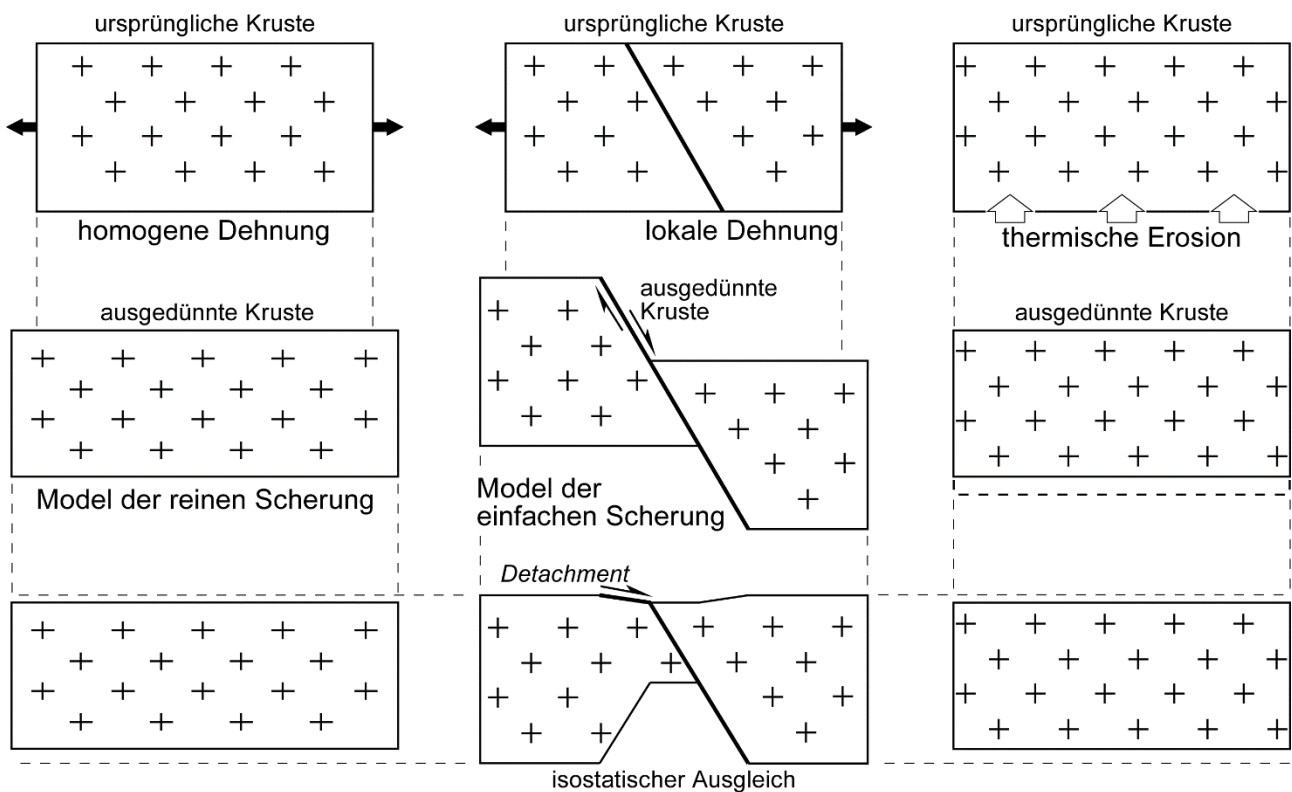 ursprüngliche Kruste
ursprüngliche Kruste
ursprüngliche Kruste
homogene Dehnung
lokale Dehnung
thermische Erosion
ausgedünnte Kruste
ausgedünnte
Kruste
ausgedünnte Kruste
Model der reinen Scherung
Model der
einfachen Scherung
Detachment
isostatischer Ausgleich